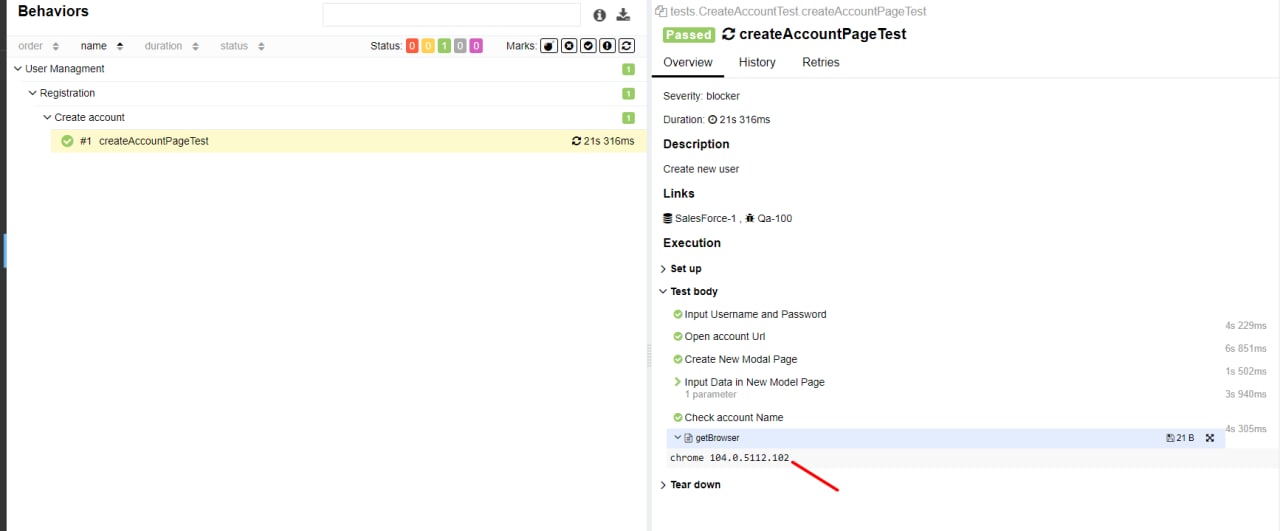 Behaviors
order name duration status Status: 0 0 1 0 0 Marks:
User Managment 1
Registration 1
Create account 1
#1 createAccountPageTest 21s 316ms
tests.CreateAccountTest.createAccountPageTest
Passed createAccountPageTest
Overview History Retries
Severity: blocker
Duration: 21s 316ms
Description
Create new user
Links
SalesForce-1 , Qa-100
Execution
Set up
Test body
Input Username and Password
4s 229ms
Open account Url
6s 851ms
Create New Modal Page
1s 502ms
Input Data in New Model Page
1 parameter
3s 940ms
Check account Name
4s 305ms
getBrowser 21 B
chrome 104.0.5112.102
Tear down